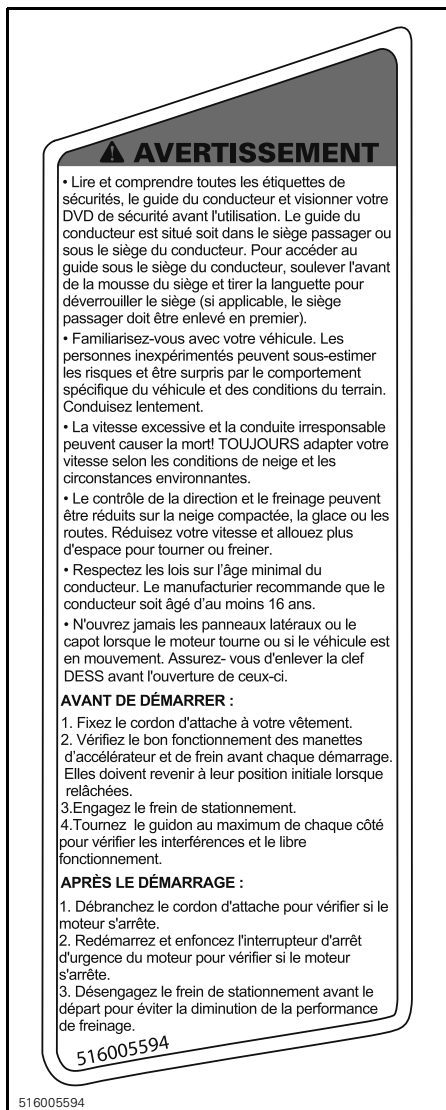 AVERTISSEMENT
• Lire et comprendre toutes les étiquettes de
sécurités, le guide du conducteur et visionner votre
DVD de sécurité avant l'utilisation. Le guide du
conducteur est situé soit dans le siège passager ou
sous le siège du conducteur. Pour accéder au
guide sous le siège du conducteur, soulever l'avant
de la mousse du siège et tirer la languette pour
déverrouiller le siège (si applicable, le siège
passager doit être enlevé en premier).
• Familiarisez-vous avec votre véhicule. Les
personnes inexpérimentés peuvent sous-estimer
les risques et être surpris par le comportement
spécifique du véhicule et des conditions du terrain.
Conduisez lentement.
• La vitesse excessive et la conduite irresponsable
peuvent causer la mort! TOUJOURS adapter votre
vitesse selon les conditions de neige et les
circonstances environnantes.
• Le contrôle de la direction et le freinage peuvent
être réduits sur la neige compactée, la glace ou les
routes. Réduisez votre vitesse et allouez plus
d'espace pour tourner ou freiner.
• Respectez les lois sur l'âge minimal du
conducteur. Le manufacturier recommande que le
conducteur soit âgé d'au moins 16 ans.
• N'ouvrez jamais les panneaux latéraux ou le
capot lorsque le moteur tourne ou si le véhicule est
en mouvement. Assurez- vous d'enlever la clef
DESS avant l'ouverture de ceux-ci.
AVANT DE DÉMARRER :
1. Fixez le cordon d'attache à votre vêtement.
2. Vérifiez le bon fonctionnement des manettes
d'accélérateur et de frein avant chaque démarrage.
Elles doivent revenir à leur position initiale lorsque
relâchées.
3.Engagez le frein de stationnement.
4.Tournez le guidon au maximum de chaque côté
pour vérifier les interférences et le libre
fonctionnement.
APRÈS LE DÉMARRAGE :
1. Débranchez le cordon d'attache pour vérifier si le
moteur s'arrête.
2. Redémarrez et enfoncez l'interrupteur d'arrêt
d'urgence du moteur pour vérifier si le moteur
s'arrête.
3. Désengagez le frein de stationnement avant le
départ pour éviter la diminution de la performance
de freinage.
516005594
516005594